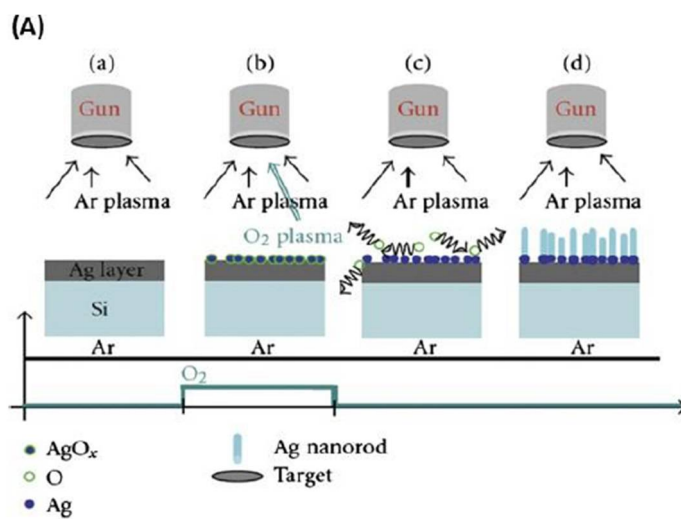 (A)
(a) (b) (c) (d)
Gun Gun Gun Gun
Ar plasma Ar plasma Ar plasma Ar plasma
O₂ plasma
Ag layer
Si
Ar Ar Ar Ar
O₂
AgOₓ
O
Ag
Ag nanorod
Target